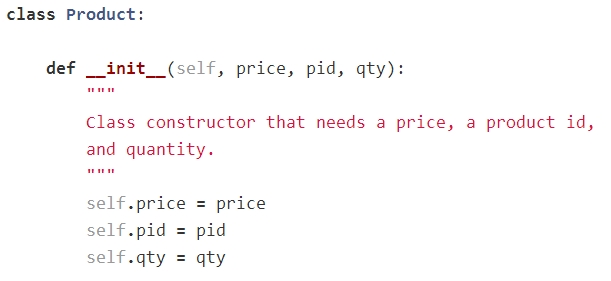 class Product:
    def __init__(self, price, pid, qty):
        """
        Class constructor that needs a price, a product id,
        and quantity.
        """
        self.price = price
        self.pid = pid
        self.qty = qty